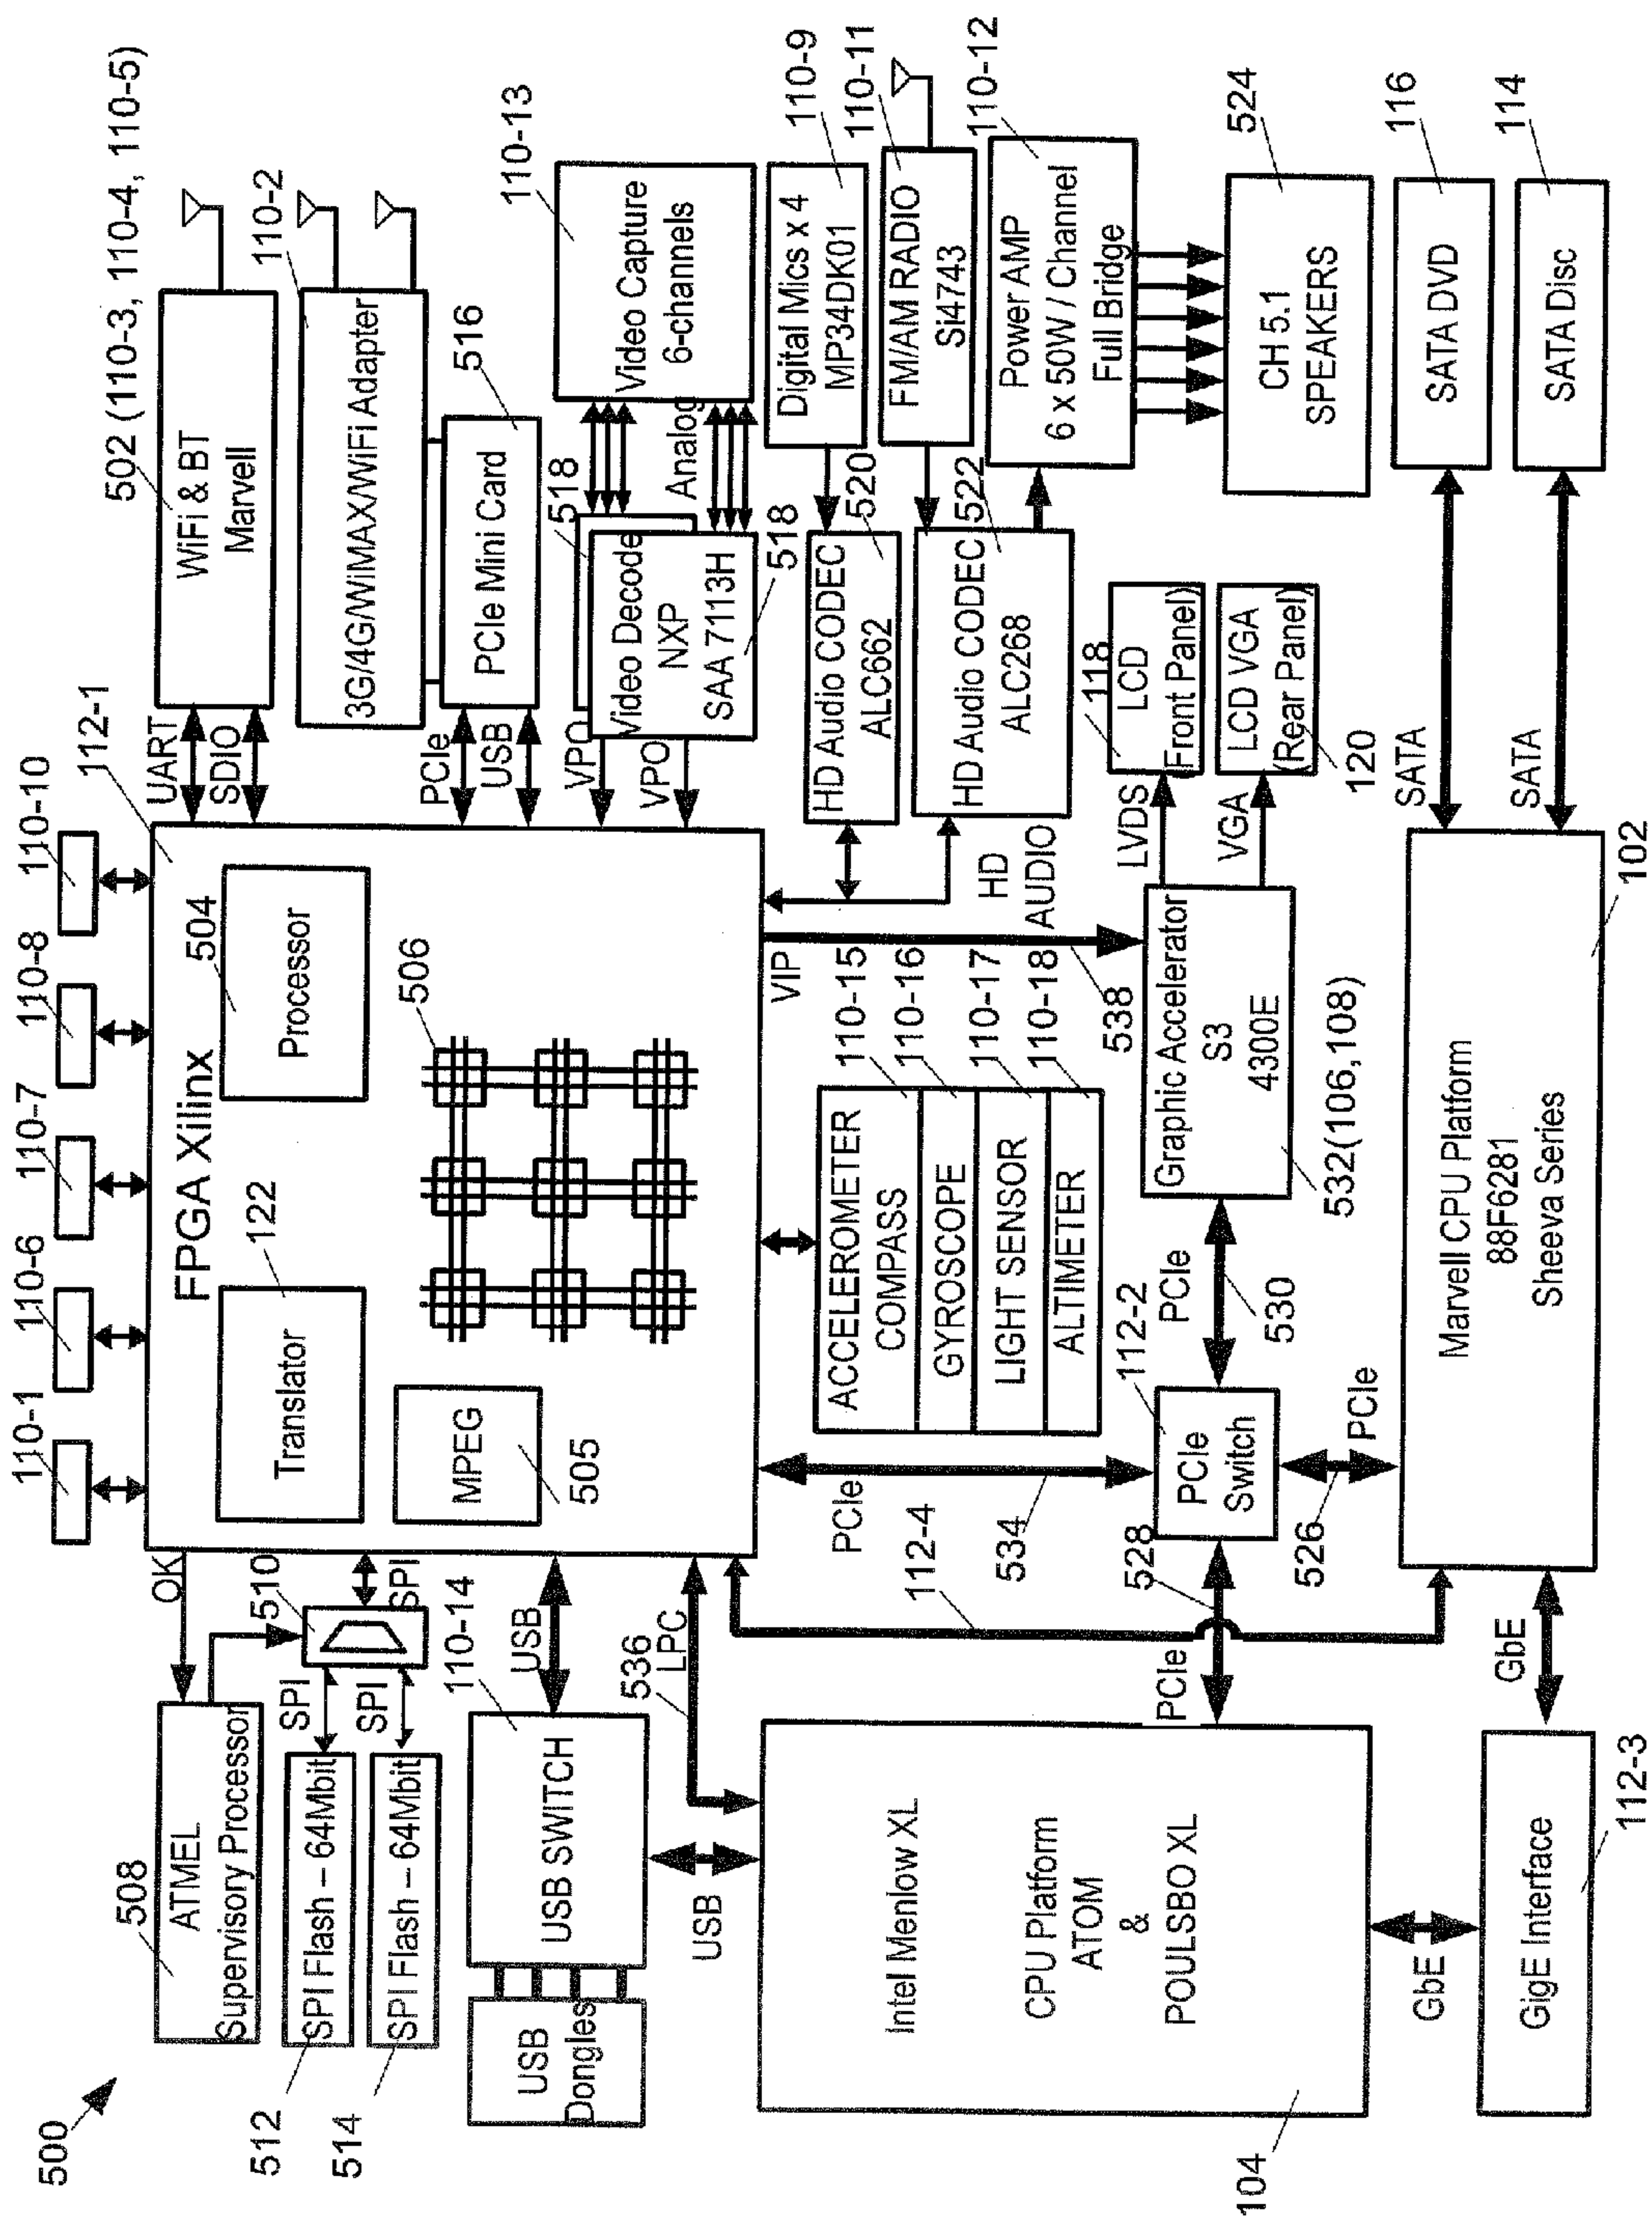 500
508
ATMEL
Supervisory Processor
512
SPI Flash – 64Mbit
514
SPI Flash – 64Mbit
SPI
SPI
OK
510
SPI
USB
Dongles
USB SWITCH
110-14
USB
USB
536
LPC
Intel Menlow XL
CPU Platform
ATOM
&
POULSBO XL
104
GbE
GigE Interface
112-3
GbE
110-1
110-6
110-7
110-8
110-10
112-1
FPGA Xilinx
Translator
122
Processor
504
MPEG
505
506
UART
SDIO
502 (110-3, 110-4, 110-5)
WiFi & BT
Marvell
110-2
3G/4G/WiMAX/WiFi Adapter
PCIe
USB
PCIe Mini Card
516
VPO
VPO
518
Video Decode
NXP
SAA 7113H
518
Analog
Video Capture
6-channels
110-13
HD Audio CODEC
ALC662
520
Digital Mics x 4
MP34DK01
110-9
HD Audio CODEC
ALC268
522
FM/AM RADIO
Si4743
110-11
Power AMP
6 x 50W / Channel
Full Bridge
110-12
CH 5.1
SPEAKERS
524
HD
AUDIO
VIP
538
PCIe
112-4
534
ACCELEROMETER
COMPASS
GYROSCOPE
LIGHT SENSOR
ALTIMETER
110-15
110-16
110-17
110-18
PCIe
528
PCIe
Switch
112-2
PCIe
530
526
PCIe
Graphic Accelerator
S3
4300E
532(106,108)
LVDS
VGA
118
LCD
(Front Panel)
LCD VGA
(Rear Panel)
120
Marvell CPU Platform
88F6281
Sheeva Series
102
SATA
SATA DVD
116
SATA
SATA Disc
114